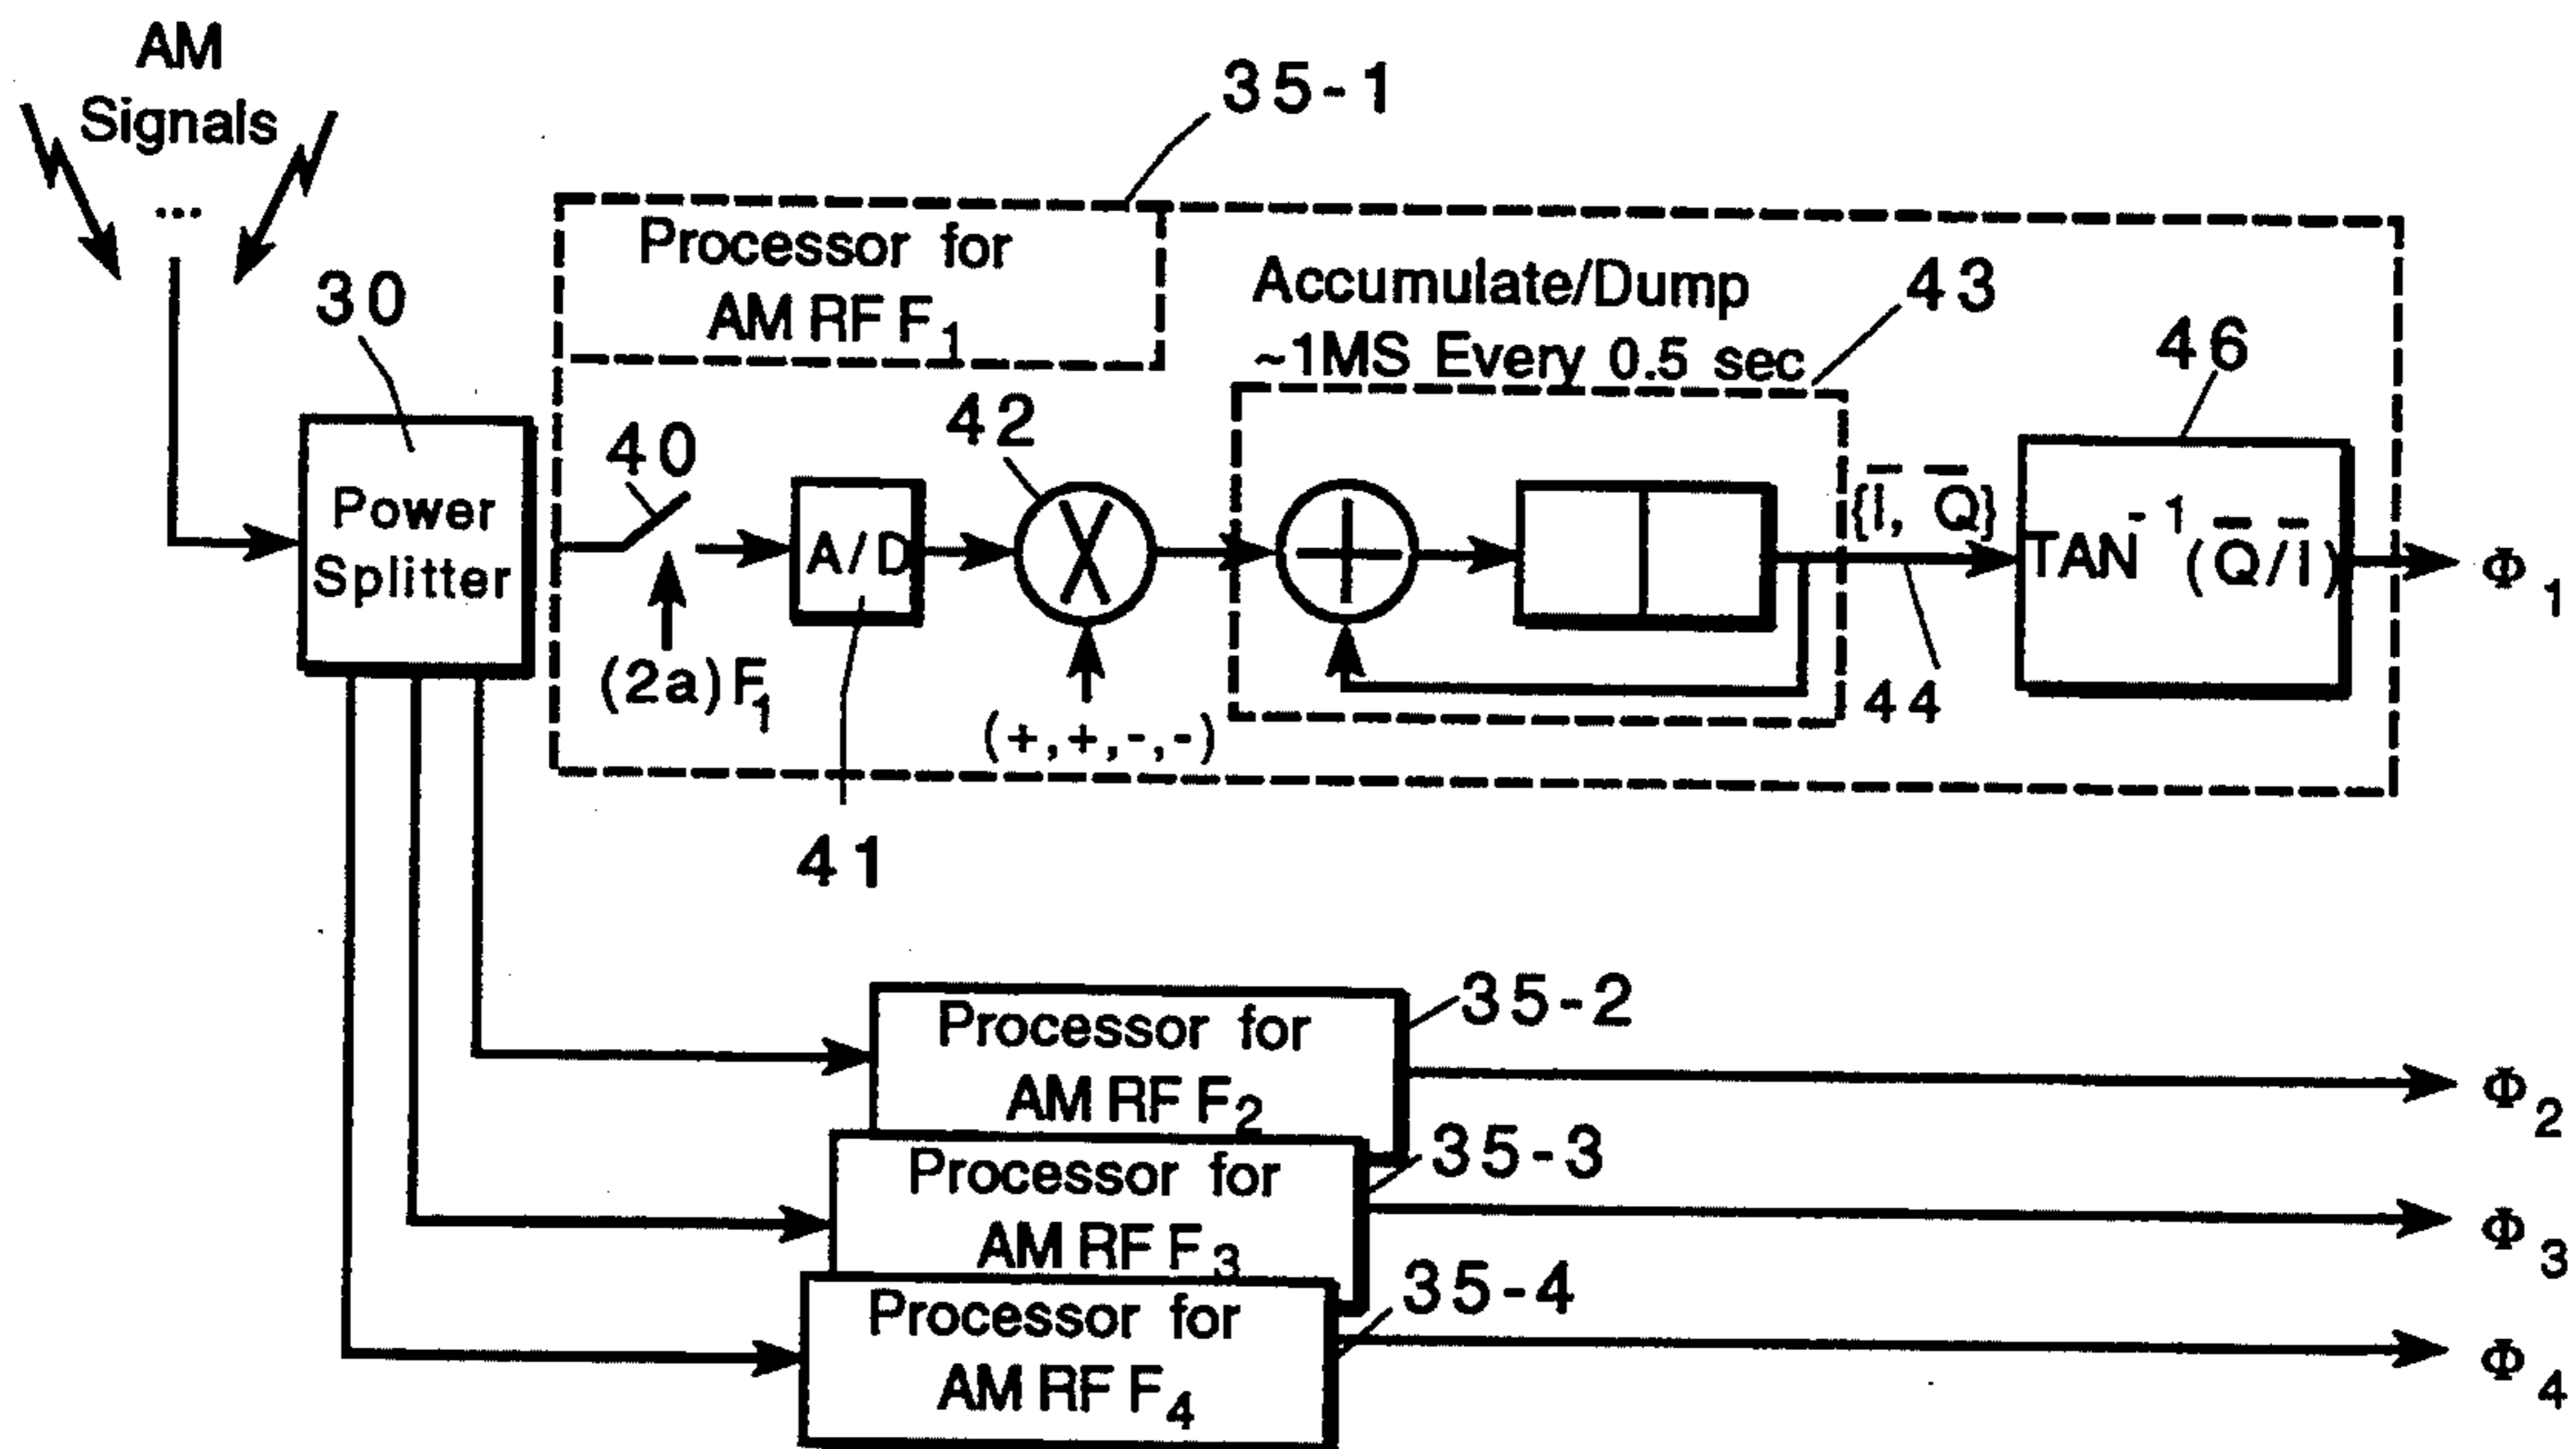 AM
Signals
...
30
Power
Splitter
35-1
Processor for
AM RF F1
40
(2a)F1
A/D
41
42
(+,+,-,-)
Accumulate/Dump
~1MS Every 0.5 sec
43
{I̅, Q̅}
44
46
TAN-1(Q̅/I̅)
Φ1
Processor for
AM RF F2
35-2
Φ2
Processor for
AM RF F3
35-3
Φ3
Processor for
AM RF F4
35-4
Φ4